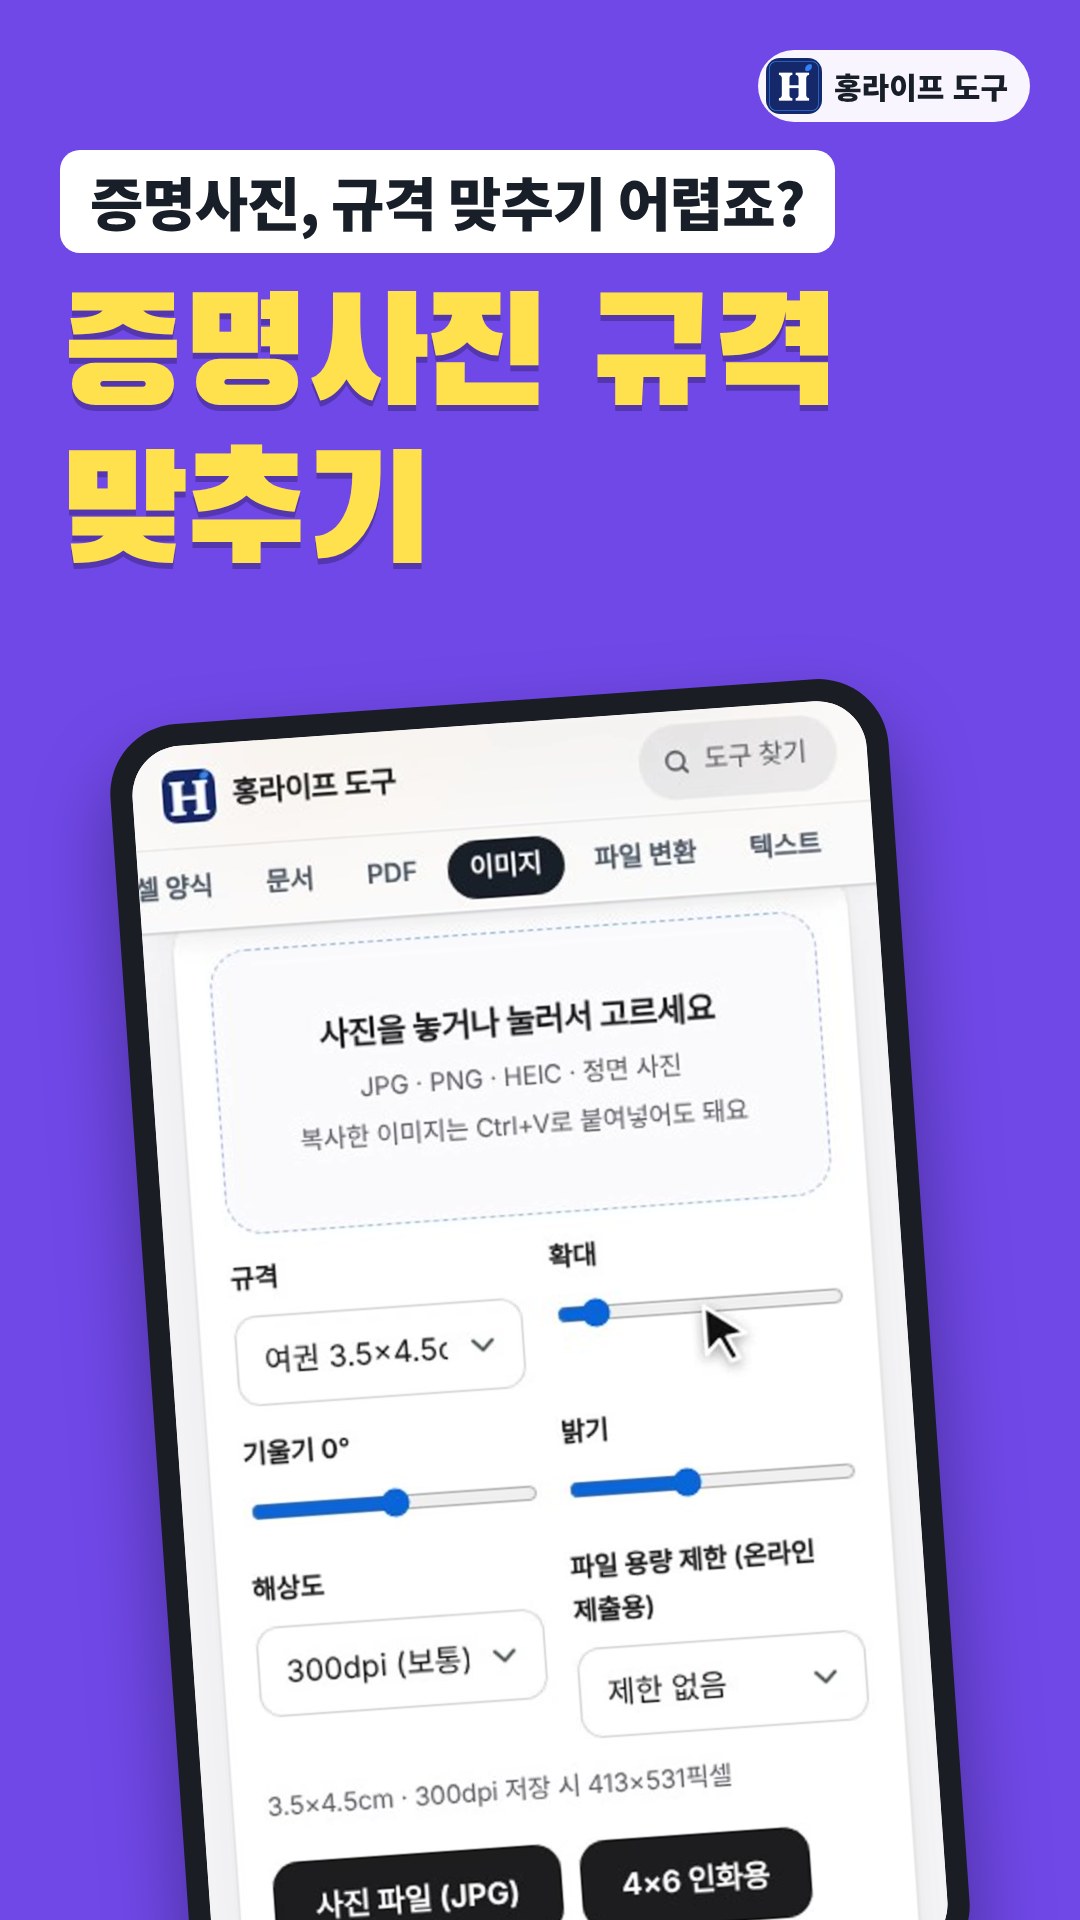 홍라이프 도구
증명사진, 규격 맞추기 어렵죠?
증명사진 규격
맞추기
홍라이프 도구
도구 찾기
셀 양식 문서 PDF 이미지 파일 변환 텍스트
사진을 놓거나 눌러서 고르세요
JPG · PNG · HEIC · 정면 사진
복사한 이미지는 Ctrl+V로 붙여넣어도 돼요
규격 확대
여권 3.5×4.5c
기울기 0° 밝기
해상도 파일 용량 제한 (온라인
제출용)
300dpi (보통) 제한 없음
3.5×4.5cm · 300dpi 저장 시 413×531픽셀
사진 파일 (JPG) 4×6 인화용